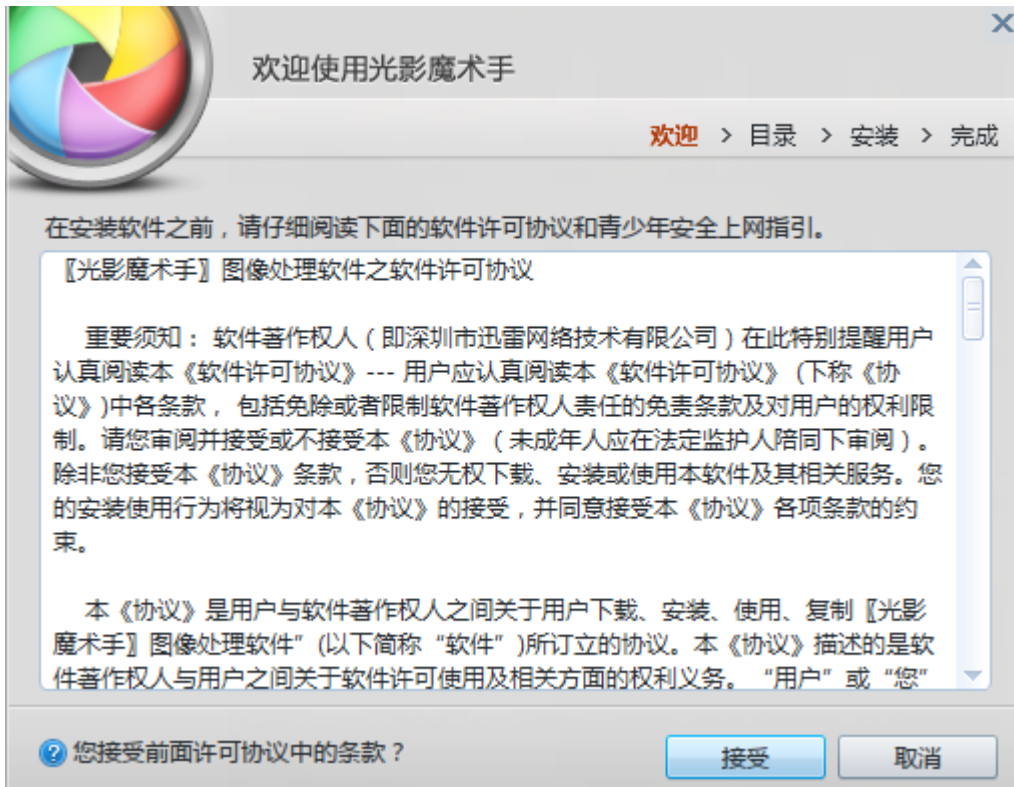 欢迎使用光影魔术手
欢迎 > 目录 > 安装 > 完成
在安装软件之前，请仔细阅读下面的软件许可协议和青少年安全上网指引。
〖光影魔术手〗图像处理软件之软件许可协议
重要须知： 软件著作权人（即深圳市迅雷网络技术有限公司）在此特别提醒用户
认真阅读本《软件许可协议》--- 用户应认真阅读本《软件许可协议》 (下称《协
议》)中各条款， 包括免除或者限制软件著作权人责任的免责条款及对用户的权利限
制。请您审阅并接受或不接受本《协议》（未成年人应在法定监护人陪同下审阅）。
除非您接受本《协议》条款，否则您无权下载、安装或使用本软件及其相关服务。您
的安装使用行为将视为对本《协议》的接受，并同意接受本《协议》各项条款的约
束。
本《协议》是用户与软件著作权人之间关于用户下载、安装、使用、复制〖光影
魔术手〗图像处理软件”(以下简称“软件”)所订立的协议。本《协议》描述的是软
件著作权人与用户之间关于软件许可使用及相关方面的权利义务。 “用户”或“您”
您接受前面许可协议中的条款？
接受
取消